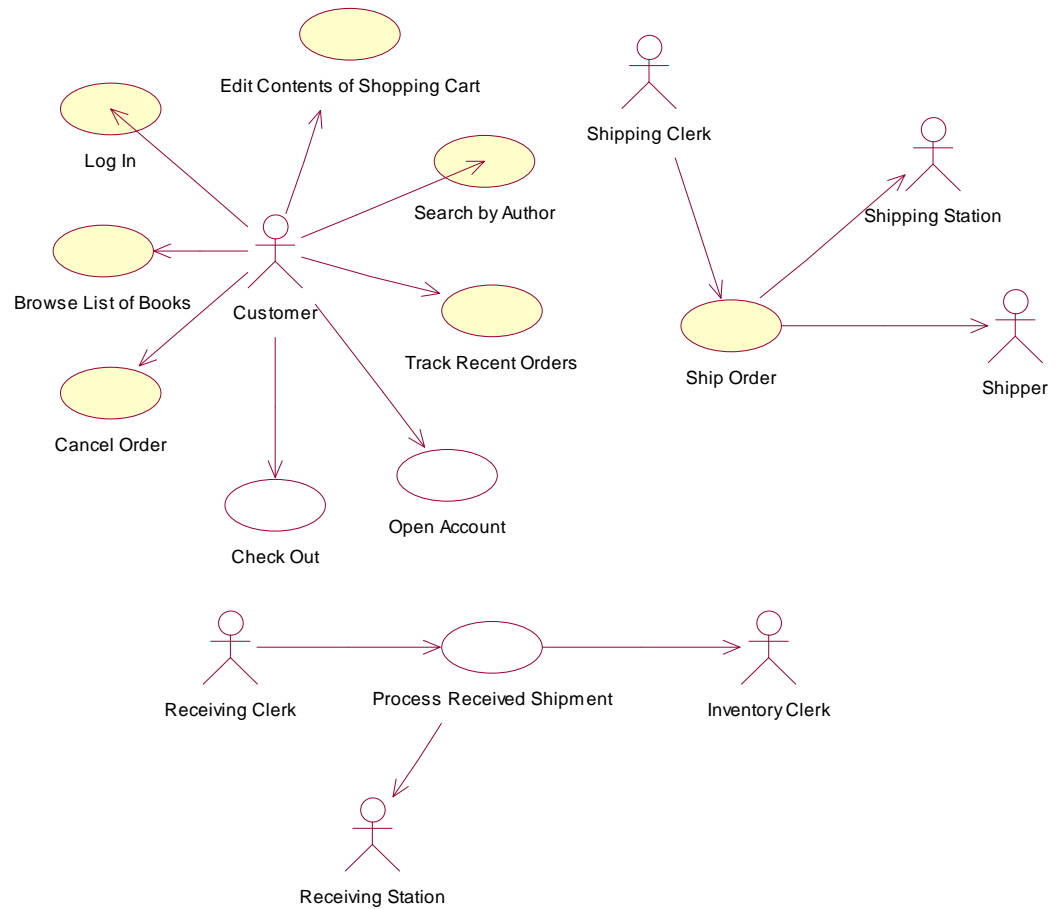 Edit Contents of Shopping Cart
Shipping Clerk
Log In
Search by Author
Shipping Station
Browse List of Books
Customer
Track Recent Orders
Ship Order
Shipper
Cancel Order
Open Account
Check Out
Receiving Clerk
Process Received Shipment
Inventory Clerk
Receiving Station